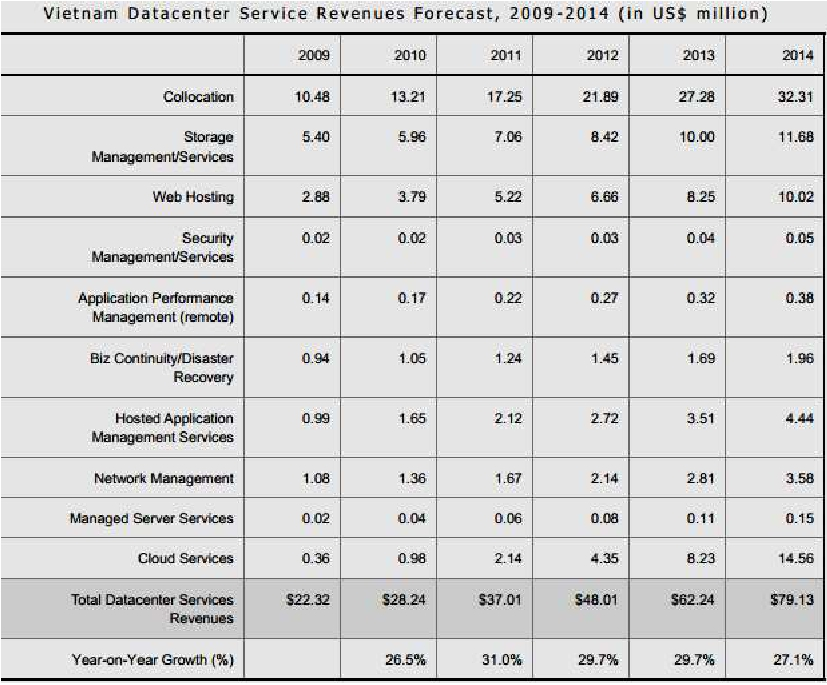 Vietnam Datacenter Service Revenues Forecast, 2009-2014 (in US$ million)
2009 2010 2011 2012 2013 2014
Collocation 10.48 13.21 17.25 21.89 27.28 32.31
Storage 5.40 5.96 7.06 8.42 10.00 11.68
Management/Services
Web Hosting 2.88 3.79 5.22 6.66 8.25 10.02
Security 0.02 0.02 0.03 0.03 0.04 0.05
Management/Services
Application Performance 0.14 0.17 0.22 0.27 0.32 0.38
Management (remote)
Biz Continuity/Disaster 0.94 1.05 1.24 1.45 1.69 1.96
Recovery
Hosted Application 0.99 1.65 2.12 2.72 3.51 4.44
Management Services
Network Management 1.08 1.36 1.67 2.14 2.81 3.58
Managed Server Services 0.02 0.04 0.06 0.08 0.11 0.15
Cloud Services 0.36 0.98 2.14 4.35 8.23 14.56
Total Datacenter Services $22.32 $28.24 $37.01 $48.01 $62.24 $79.13
Revenues
Year-on-Year Growth (%) 26.5% 31.0% 29.7% 29.7% 27.1%